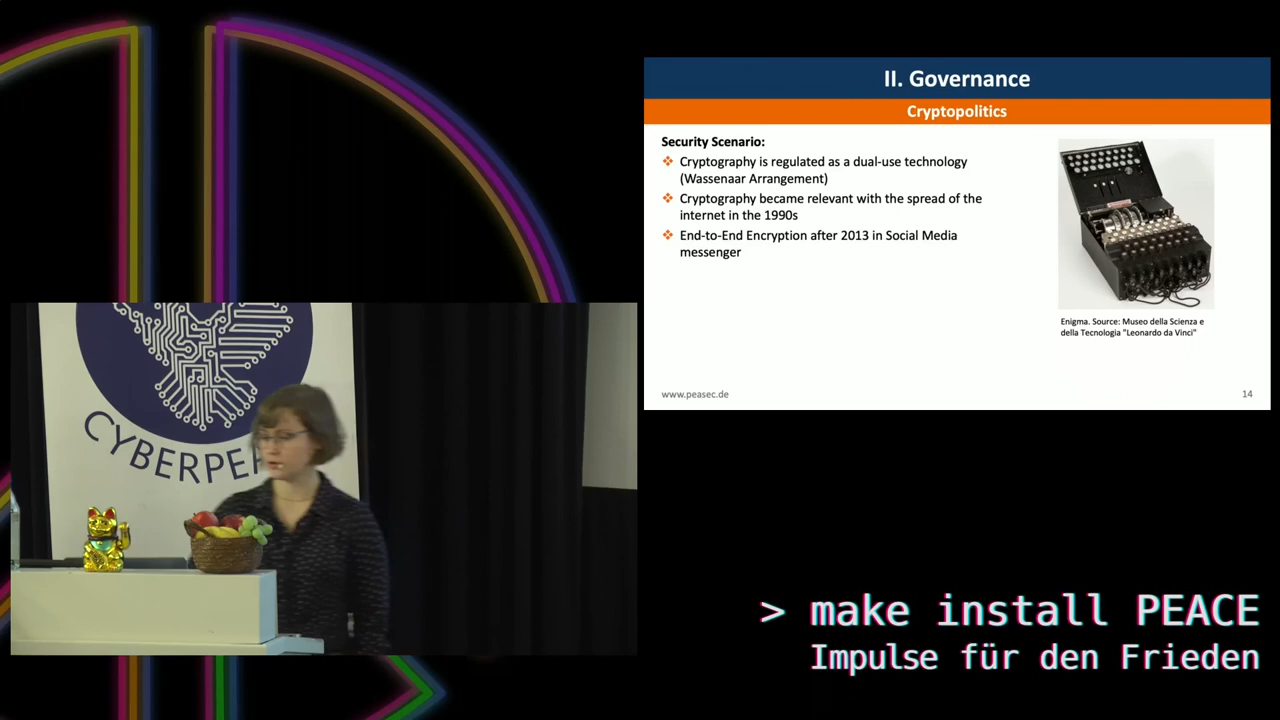 II. Governance
Cryptopolitics
Security Scenario:
Cryptography is regulated as a dual-use technology
(Wassenaar Arrangement)
Cryptography became relevant with the spread of the
internet in the 1990s
End-to-End Encryption after 2013 in Social Media
messenger
Enigma. Source: Museo della Scienza e
della Tecnologia "Leonardo da Vinci"
www.peasec.de
14
CYBERPEA
> make install PEACE
Impulse für den Frieden